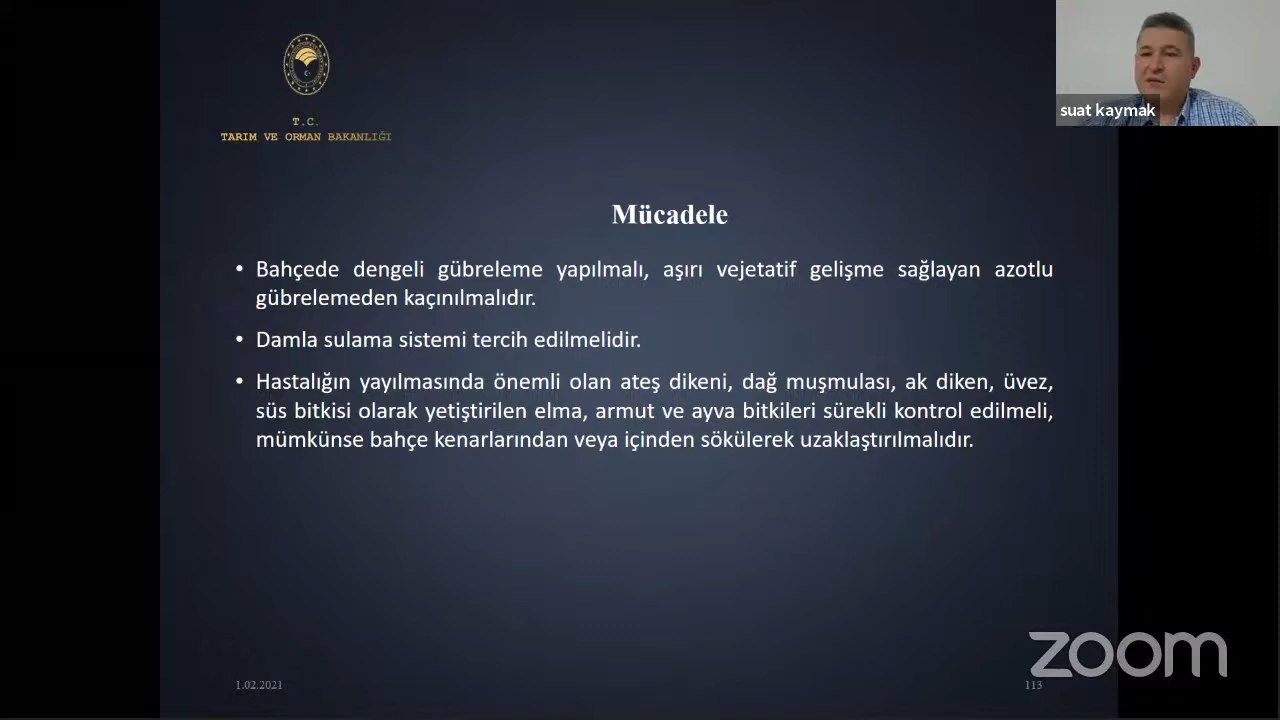 suat kaymak
T.C.
TARIM VE ORMAN BAKANLIĞI
Mücadele
• Bahçede dengeli gübreleme yapılmalı, aşırı vejetatif gelişme sağlayan azotlu
gübrelemeden kaçınılmalıdır.
• Damla sulama sistemi tercih edilmelidir.
• Hastalığın yayılmasında önemli olan ateş dikeni, dağ muşmulası, ak diken, üvez,
süs bitkisi olarak yetiştirilen elma, armut ve ayva bitkileri sürekli kontrol edilmeli,
mümkünse bahçe kenarlarından veya içinden sökülerek uzaklaştırılmalıdır.
zoom
1.02.2021
113